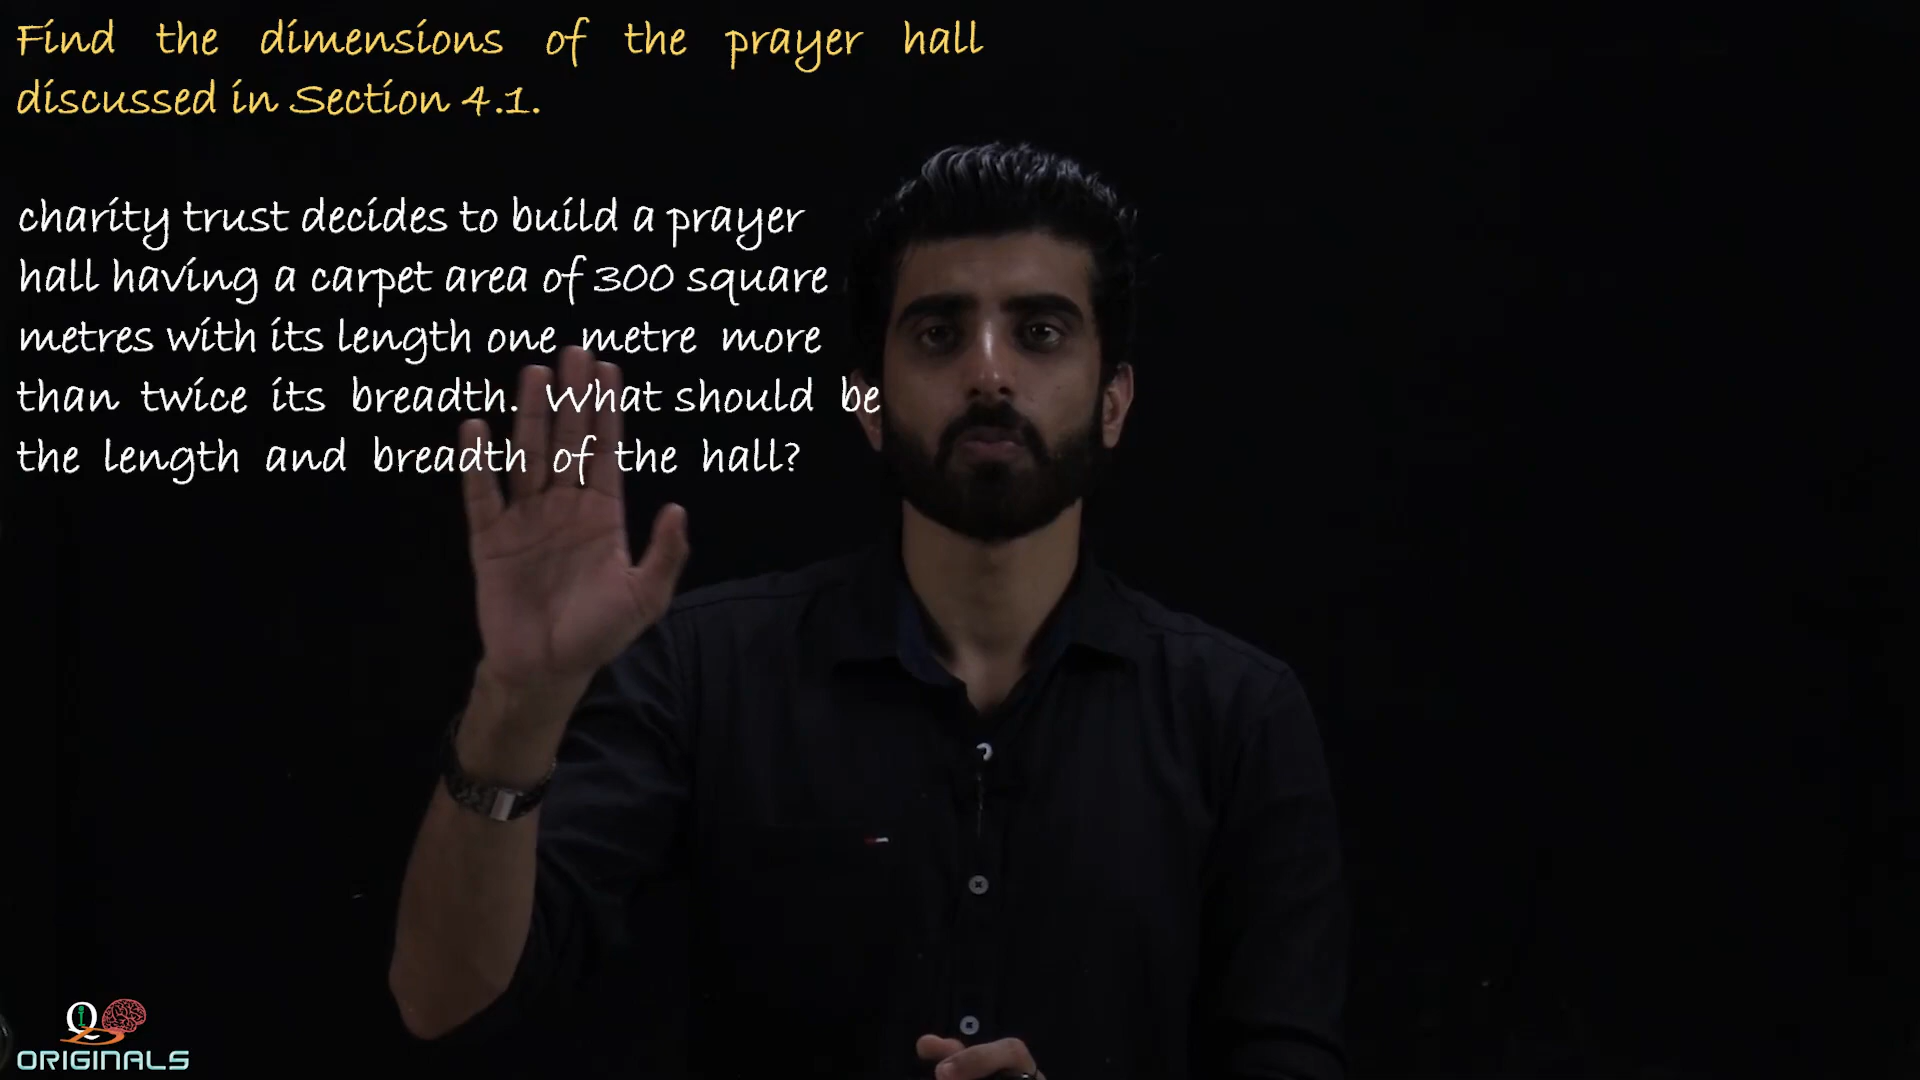 Find the dimensions of the prayer hall
discussed in Section 4.1.
charity trust decides to build a prayer
hall having a carpet area of 300 square
metres with its length one metre more
than twice its breadth. What should be
the length and breadth of the hall?
ORIGINALS